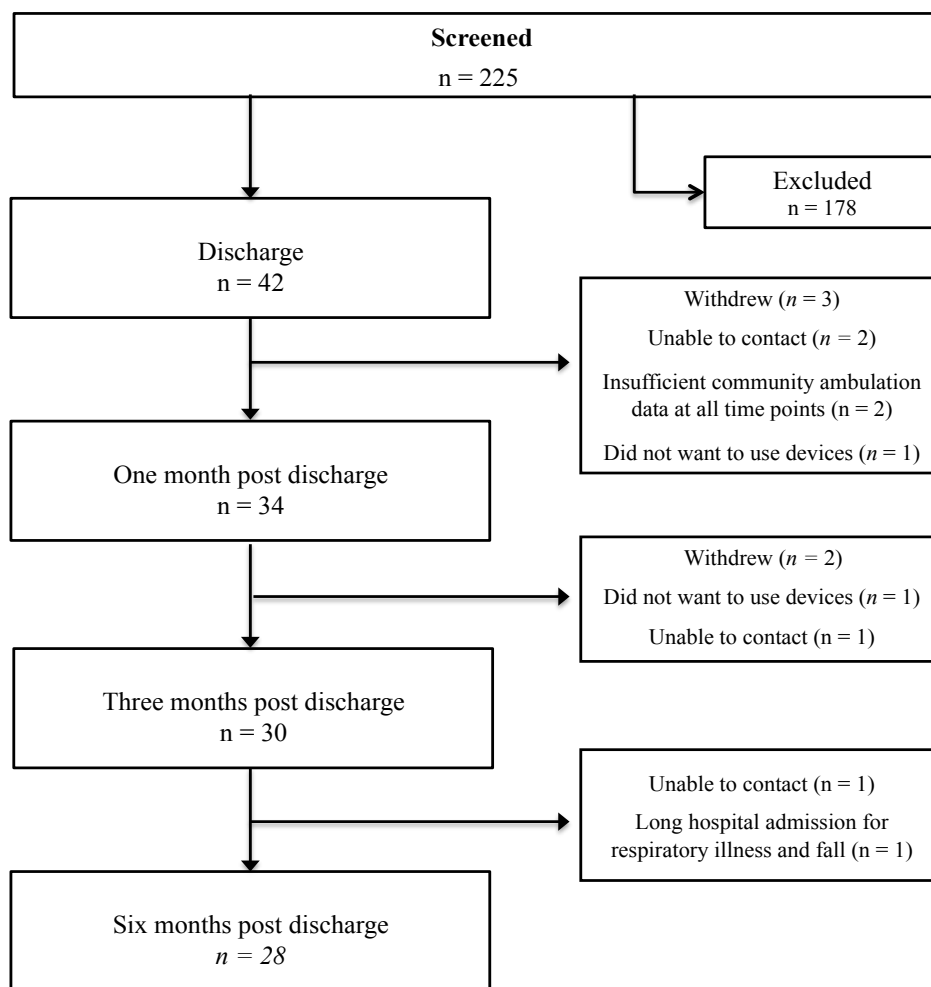 Screened
n = 225
Excluded
n = 178
Discharge
n = 42
Withdrew (n = 3)
Unable to contact (n = 2)
Insufficient community ambulation
data at all time points (n = 2)
Did not want to use devices (n = 1)
One month post discharge
n = 34
Withdrew (n = 2)
Did not want to use devices (n = 1)
Unable to contact (n = 1)
Three months post discharge
n = 30
Unable to contact (n = 1)
Long hospital admission for
respiratory illness and fall (n = 1)
Six months post discharge
n = 28